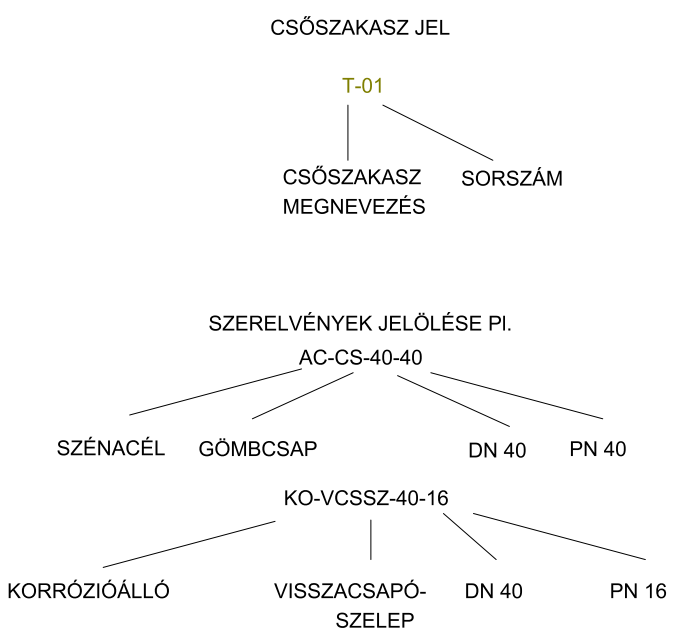 CSŐSZAKASZ JEL
T-01
CSŐSZAKASZ
MEGNEVEZÉS
SORSZÁM
SZERELVÉNYEK JELÖLÉSE Pl.
AC-CS-40-40
SZÉNACÉL GÖMBCSAP DN 40 PN 40
KO-VCSSZ-40-16
KORRÓZIÓÁLLÓ VISSZACSAPÓ- DN 40 PN 16
SZELEP